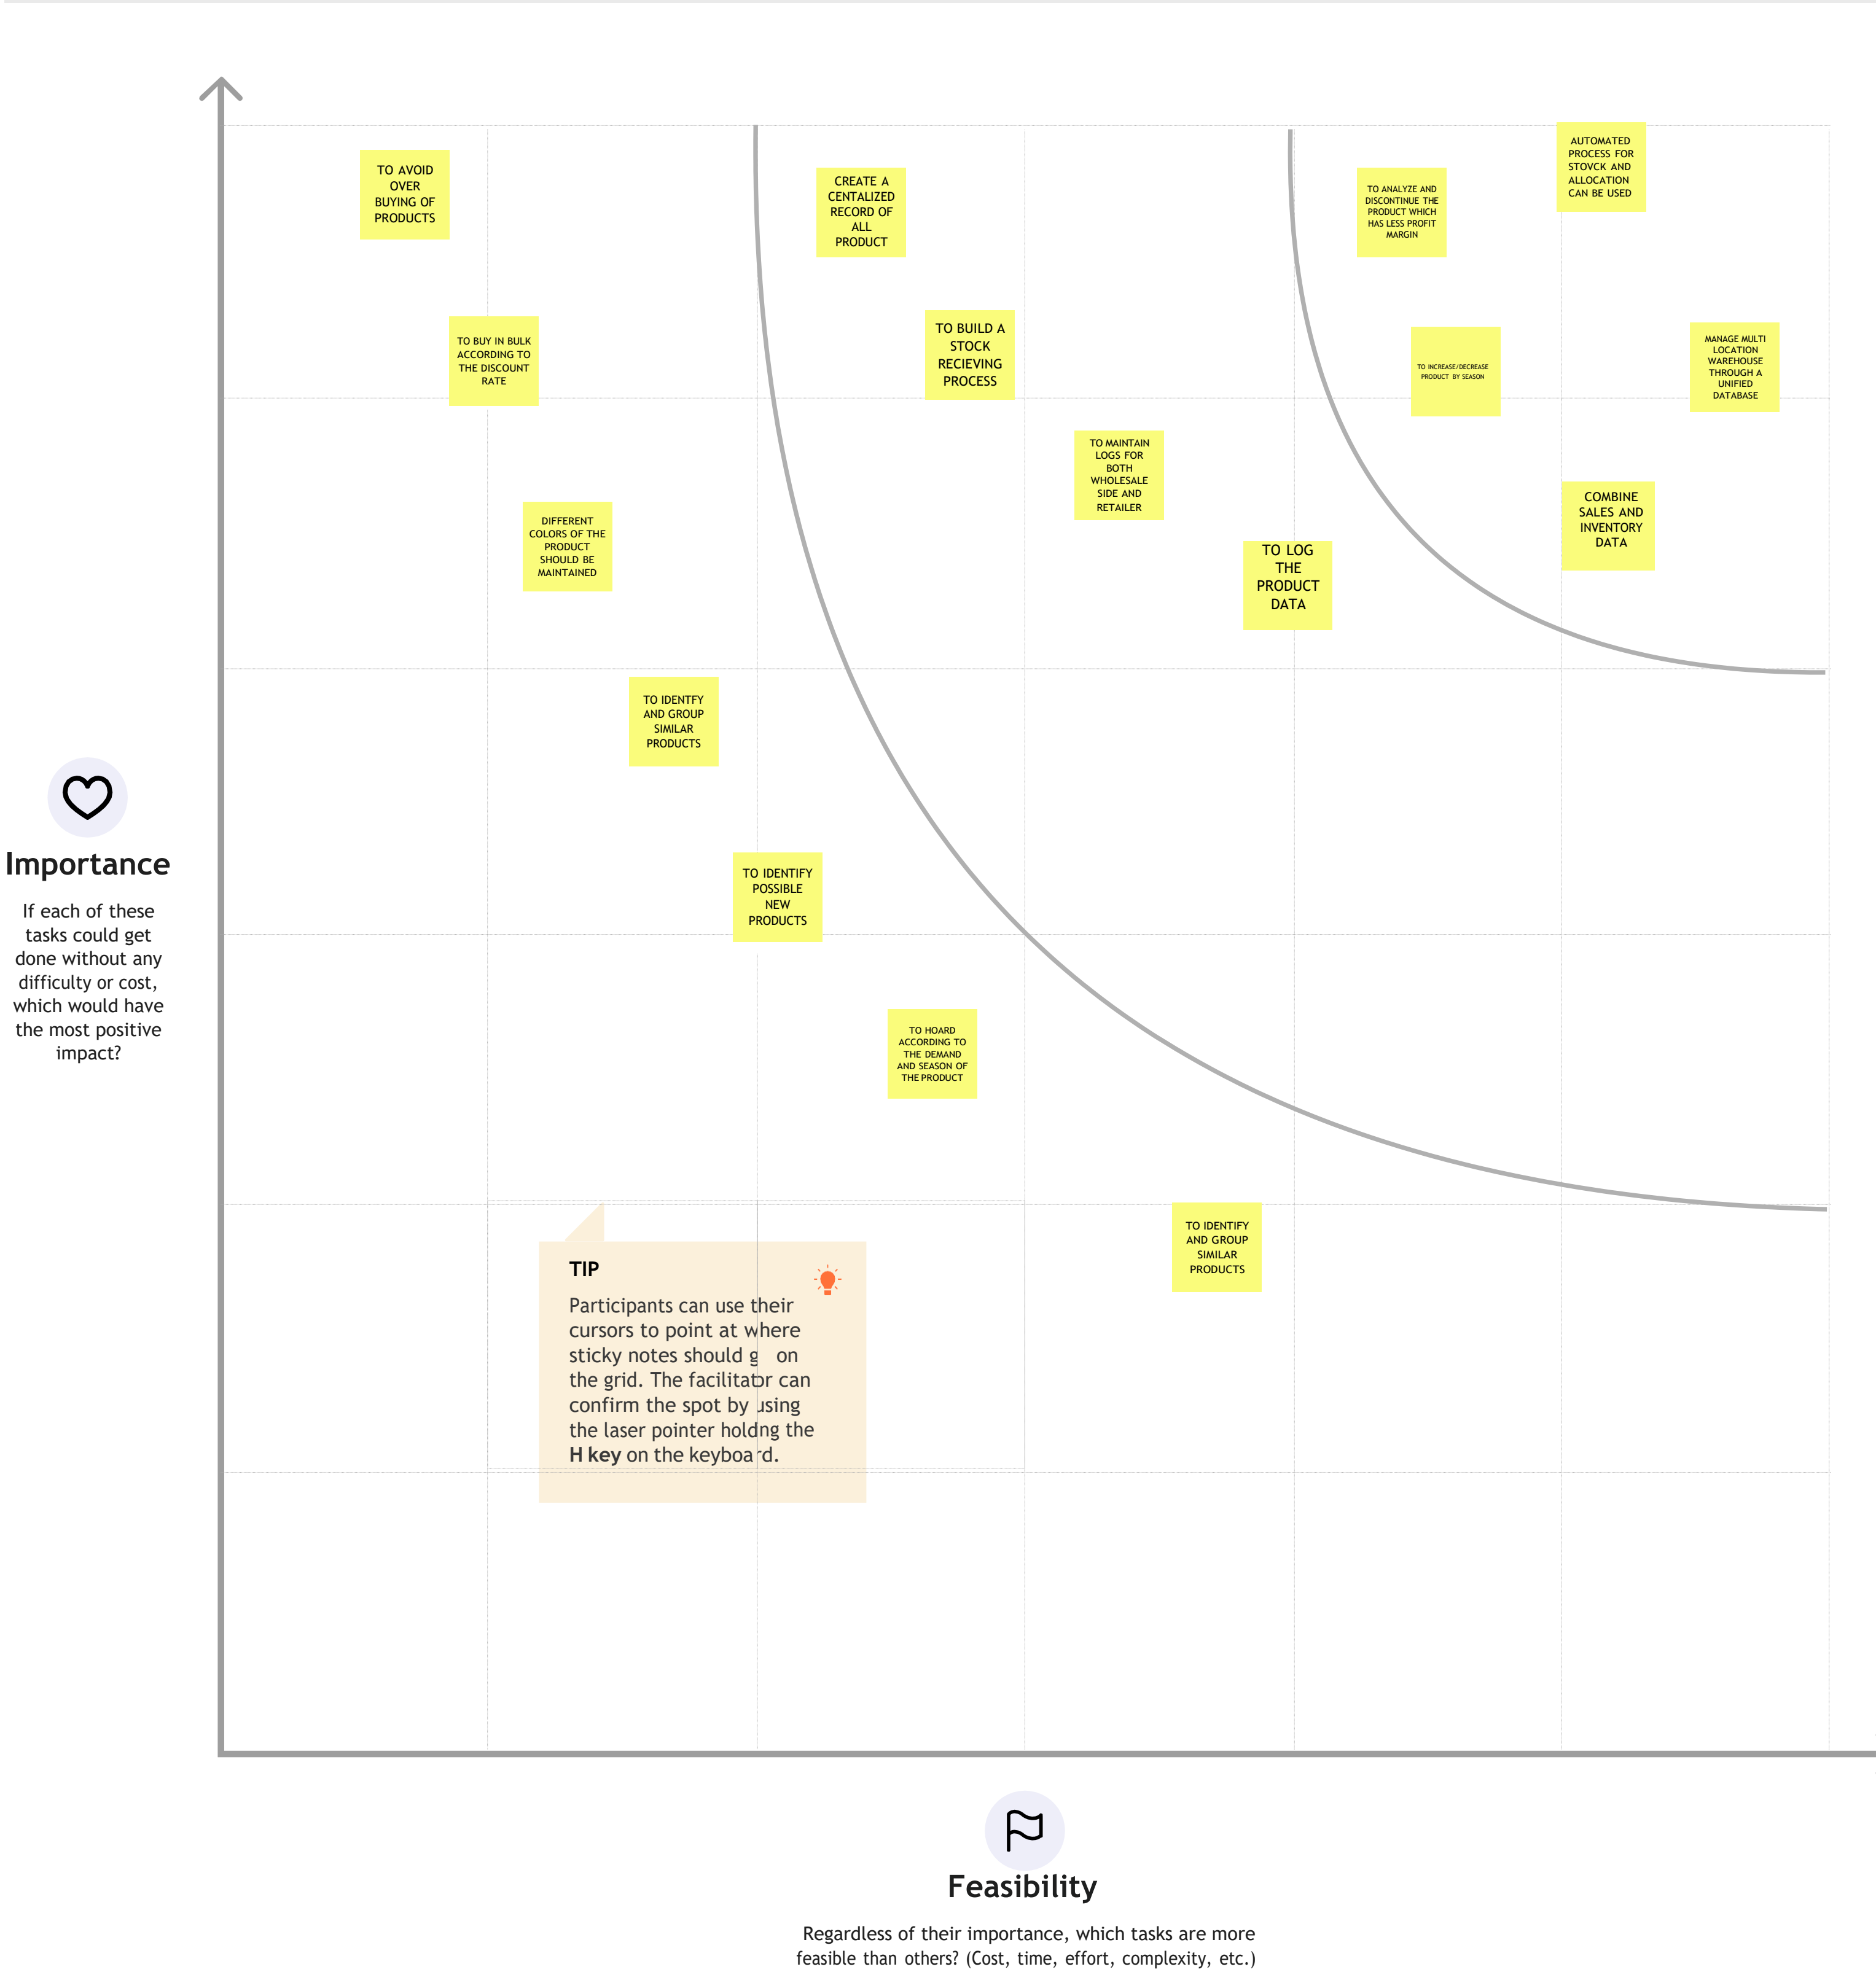 TO AVOID
OVER
BUYING OF
PRODUCTS
CREATE A
CENTALIZED
RECORD OF
ALL
PRODUCT
TO ANALYZE AND
DISCONTINUE THE
PRODUCT WHICH
HAS LESS PROFIT
MARGIN
AUTOMATED
PROCESS FOR
STOVCK AND
ALLOCATION
CAN BE USED
TO BUY IN BULK
ACCORDING TO
THE DISCOUNT
RATE
TO BUILD A
STOCK
RECIEVING
PROCESS
TO INCREASE/DECREASE
PRODUCT BY SEASON
MANAGE MULTI
LOCATION
WAREHOUSE
THROUGH A
UNIFIED
DATABASE
TO MAINTAIN
LOGS FOR
BOTH
WHOLESALE
SIDE AND
RETAILER
COMBINE
SALES AND
INVENTORY
DATA
DIFFERENT
COLORS OF THE
PRODUCT
SHOULD BE
MAINTAINED
TO LOG
THE
PRODUCT
DATA
TO IDENTFY
AND GROUP
SIMILAR
PRODUCTS
Importance
If each of these
tasks could get
done without any
difficulty or cost,
which would have
the most positive
impact?
TO IDENTIFY
POSSIBLE
NEW
PRODUCTS
TO HOARD
ACCORDING TO
THE DEMAND
AND SEASON OF
THE PRODUCT
TO IDENTIFY
AND GROUP
SIMILAR
PRODUCTS
TIP
Participants can use their
cursors to point at where
sticky notes should g on
the grid. The facilitator can
confirm the spot by using
the laser pointer holdng the
H key on the keyboard.
Feasibility
Regardless of their importance, which tasks are more
feasible than others? (Cost, time, effort, complexity, etc.)